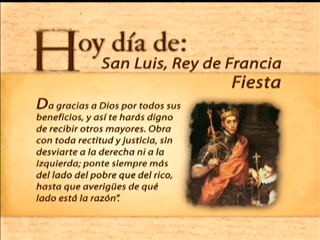 Hoy día de:
San Luis, Rey de Francia
Fiesta
Da gracias a Dios por todos sus
beneficios, y así te harás digno
de recibir otros mayores. Obra
con toda rectitud y justicia, sin
desviarte a la derecha ni a la
izquierda; ponte siempre más
del lado del pobre que del rico,
hasta que averigües de qué
lado está la razón".